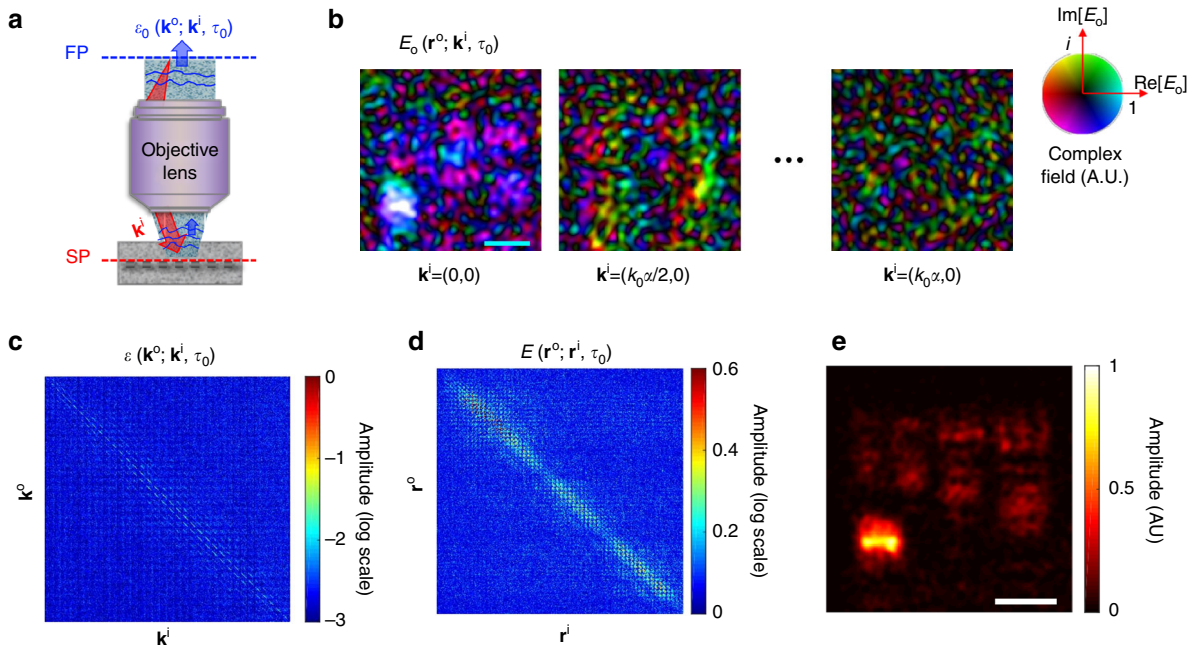 a
ε₀ (kᵒ; kⁱ, τ₀)
FP
Objective
lens
kⁱ
SP
b
Eₒ (rᵒ; kⁱ, τ₀)
kⁱ=(0,0)
kⁱ=(k₀α/2,0)
•••
kⁱ=(k₀α,0)
Im[Eₒ]
i
Re[Eₒ]
1
Complex
field (A.U.)
c
ε (kᵒ; kⁱ, τ₀)
kᵒ
kⁱ
0
−1
−2
−3
Amplitude (log scale)
d
E (rᵒ; rⁱ, τ₀)
rᵒ
rⁱ
0.6
0.4
0.2
0
Amplitude (log scale)
e
1
0.5
0
Amplitude (AU)